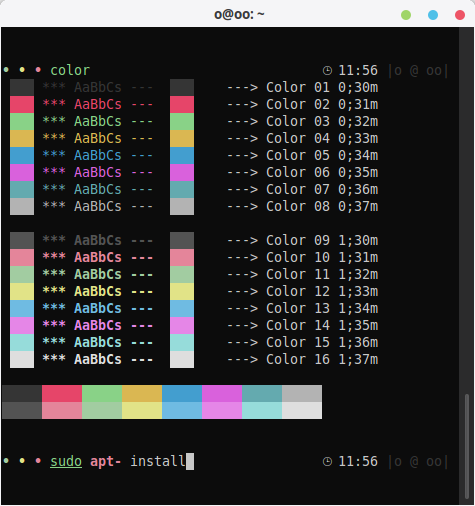 o@oo: ~
• • • color 11:56 |o @ oo|
*** AaBbCs --- ---> Color 01 0;30m
*** AaBbCs --- ---> Color 02 0;31m
*** AaBbCs --- ---> Color 03 0;32m
*** AaBbCs --- ---> Color 04 0;33m
*** AaBbCs --- ---> Color 05 0;34m
*** AaBbCs --- ---> Color 06 0;35m
*** AaBbCs --- ---> Color 07 0;36m
*** AaBbCs --- ---> Color 08 0;37m
*** AaBbCs --- ---> Color 09 1;30m
*** AaBbCs --- ---> Color 10 1;31m
*** AaBbCs --- ---> Color 11 1;32m
*** AaBbCs --- ---> Color 12 1;33m
*** AaBbCs --- ---> Color 13 1;34m
*** AaBbCs --- ---> Color 14 1;35m
*** AaBbCs --- ---> Color 15 1;36m
*** AaBbCs --- ---> Color 16 1;37m
• • • sudo apt- install 11:56 |o @ oo|